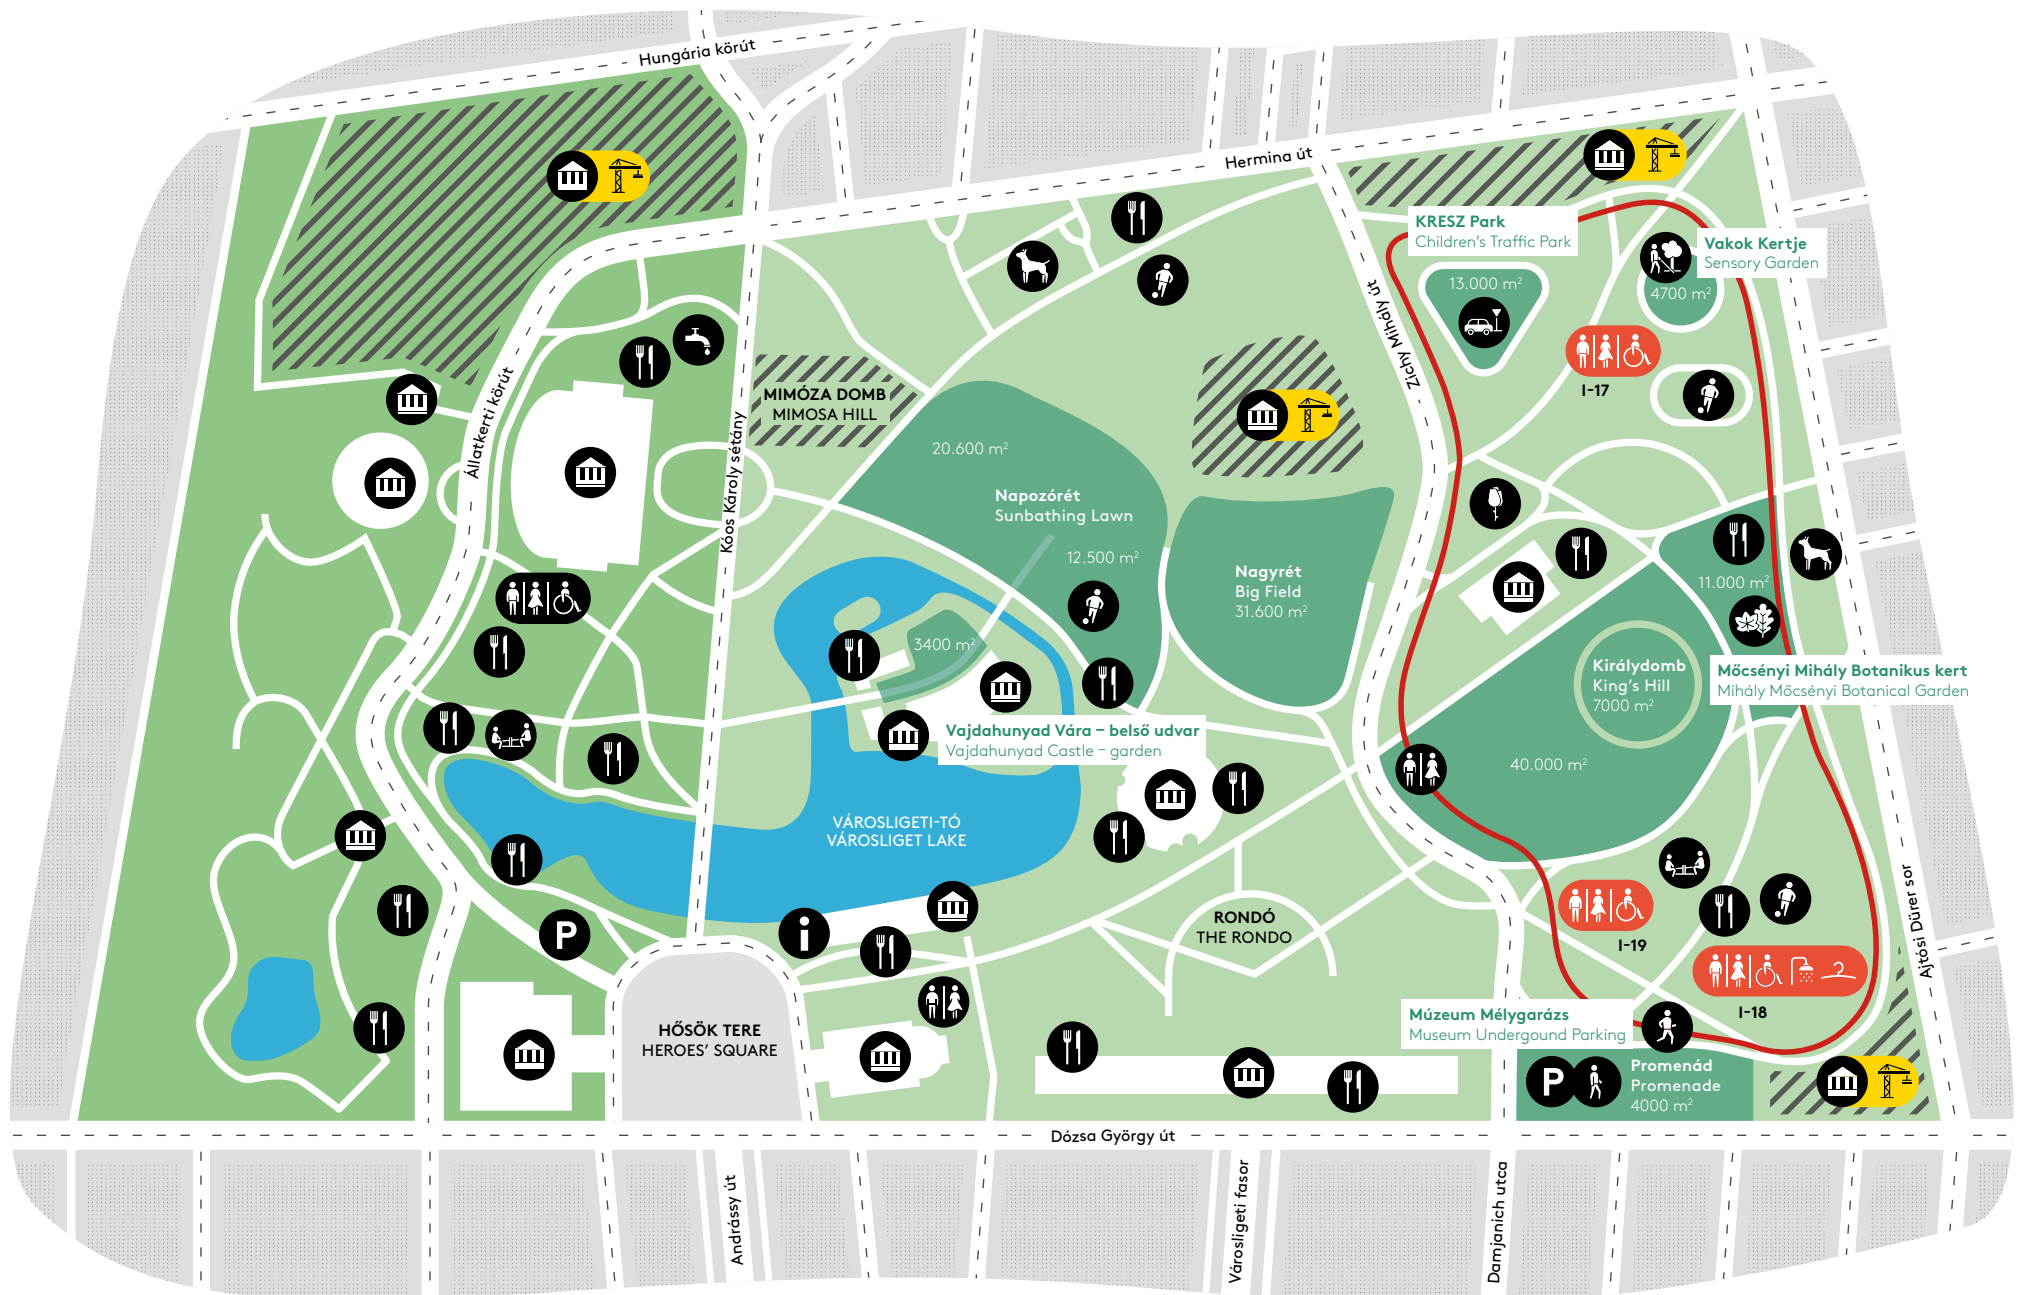 Hungária körút
Hermina út
KRESZ Park
Children's Traffic Park
Vakok Kertje
Sensory Garden
13.000 m²
4700 m²
Zichy Mihály út
I-17
Állatkerti körút
Kóos Károly sétány
MIMÓZA DOMB
MIMOSA HILL
20.600 m²
Napozórét
Sunbathing Lawn
12.500 m²
Nagyrét
Big Field
31.600 m²
11.000 m²
3400 m²
Királydomb
King's Hill
7000 m²
Mőcsényi Mihály Botanikus kert
Mihály Mőcsényi Botanical Garden
Vajdahunyad Vára – belső udvar
Vajdahunyad Castle – garden
40.000 m²
VÁROSLIGETI-TÓ
VÁROSLIGET LAKE
Ajtósi Dürer sor
RONDÓ
THE RONDO
P
i
I-19
I-18
HŐSÖK TERE
HEROES' SQUARE
Múzeum Mélygarázs
Museum Undergound Parking
P
Promenád
Promenade
4000 m²
Dózsa György út
Andrássy út
Városligeti fasor
Damjanich utca